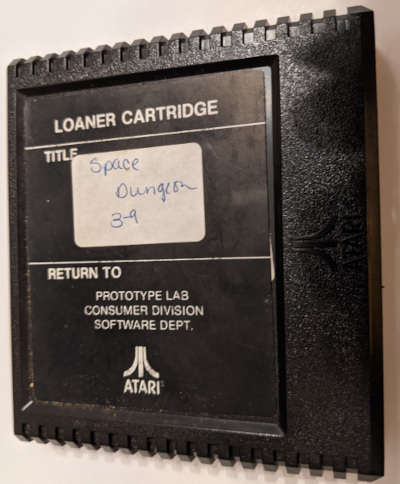 LOANER CARTRIDGE
TITLE
Space
Dungeon
3-9
RETURN TO
PROTOTYPE LAB
CONSUMER DIVISION
SOFTWARE DEPT.
ATARI
ATARI